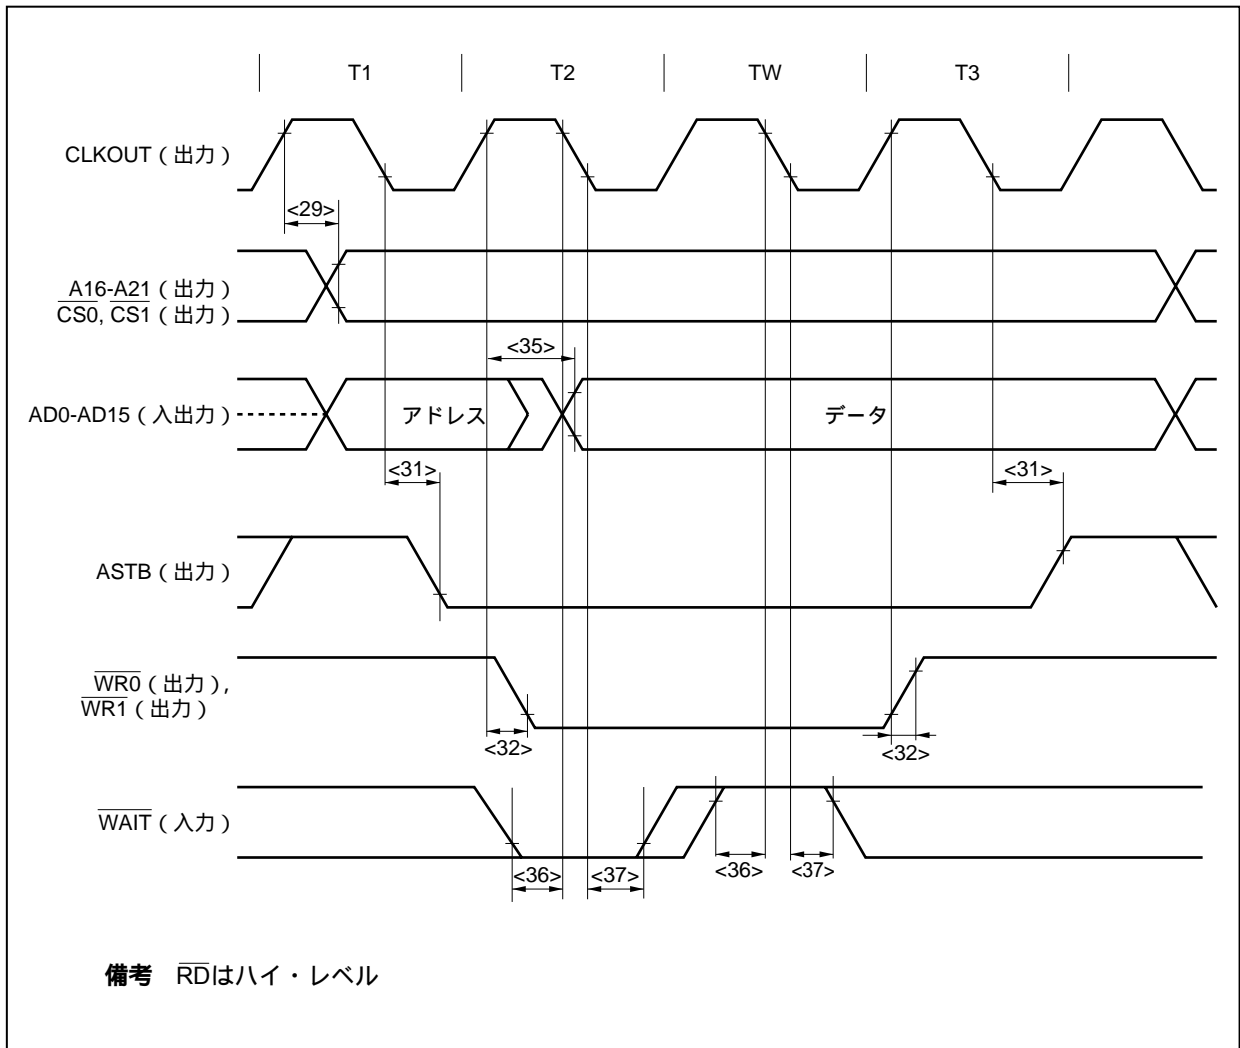 T1 T2 TW T3
CLKOUT（出力）
<29>
A16-A21（出力）
CS0, CS1（出力）
<35>
AD0-AD15（入出力） アドレス データ
<31> <31>
ASTB（出力）
WR0（出力）,
WR1（出力）
<32> <32>
WAIT（入力）
<36> <37> <36> <37>
備考 RDはハイ・レベル